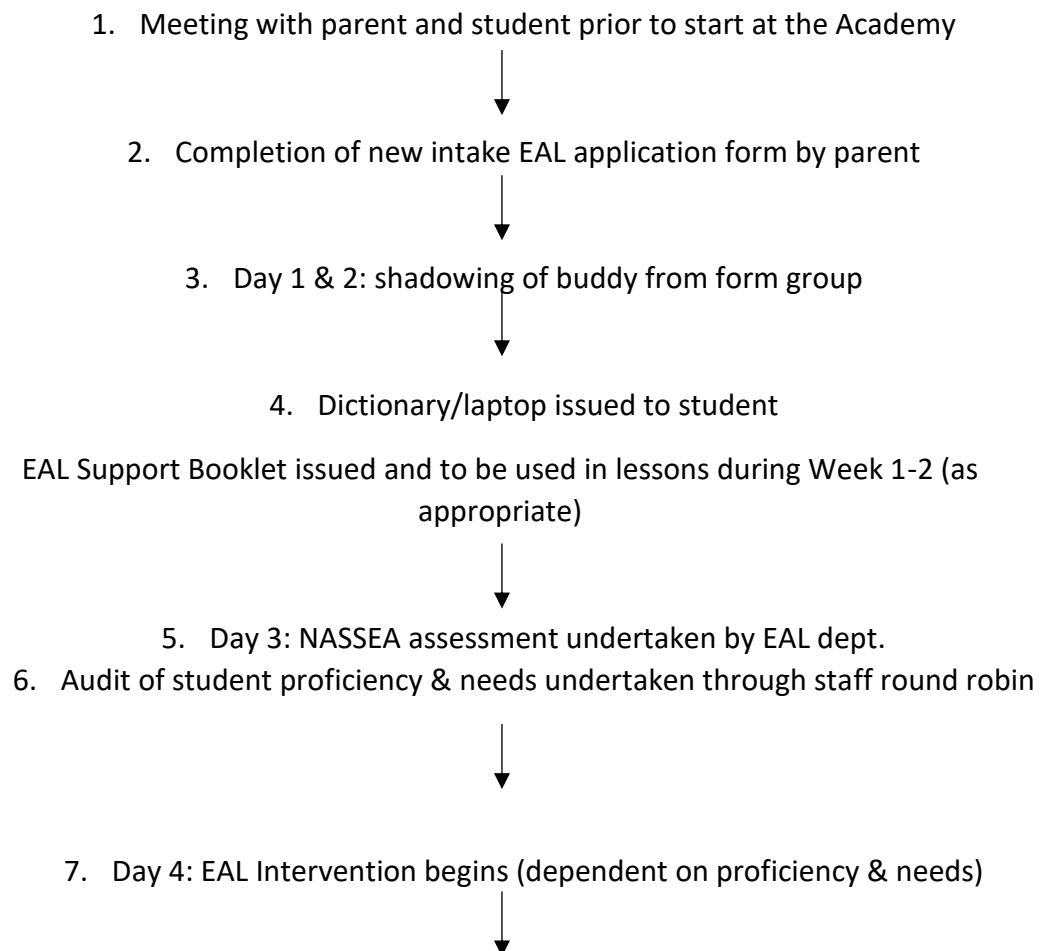 1. Meeting with parent and student prior to start at the Academy
2. Completion of new intake EAL application form by parent
3. Day 1 & 2: shadowing of buddy from form group
4. Dictionary/laptop issued to student
EAL Support Booklet issued and to be used in lessons during Week 1-2 (as
appropriate)
5. Day 3: NASSEA assessment undertaken by EAL dept.
6. Audit of student proficiency & needs undertaken through staff round robin
7. Day 4: EAL Intervention begins (dependent on proficiency & needs)